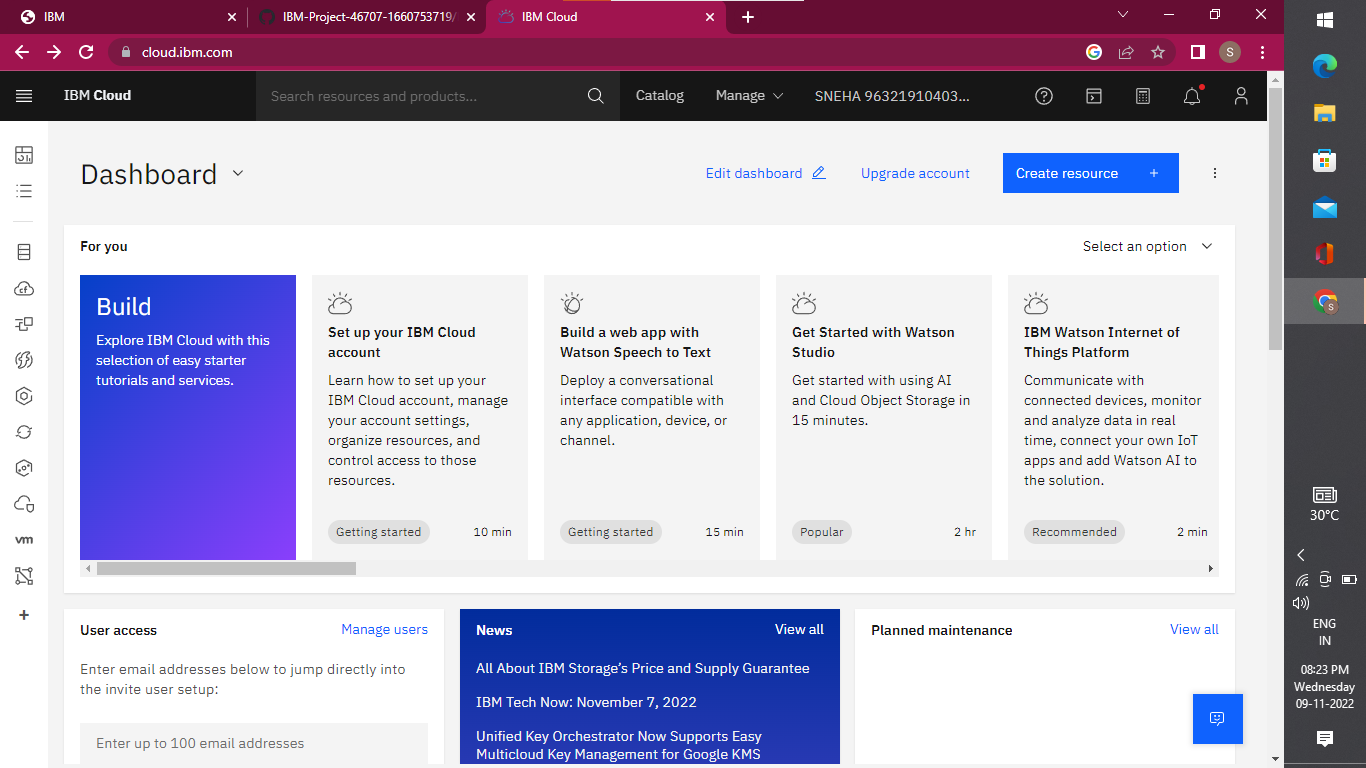 IBM
IBM-Project-46707-1660753719/
IBM Cloud
cloud.ibm.com
S
IBM Cloud
Search resources and products...
Catalog
Manage
SNEHA 96321910403...
Dashboard
Edit dashboard
Upgrade account
Create resource +
For you
Select an option
Build
Explore IBM Cloud with this
selection of easy starter
tutorials and services.
Set up your IBM Cloud
account
Learn how to set up your
IBM Cloud account, manage
your account settings,
organize resources, and
control access to those
resources.
Getting started
10 min
Build a web app with
Watson Speech to Text
Deploy a conversational
interface compatible with
any application, device, or
channel.
Getting started
15 min
Get Started with Watson
Studio
Get started with using AI
and Cloud Object Storage in
15 minutes.
Popular
2 hr
IBM Watson Internet of
Things Platform
Communicate with
connected devices, monitor
and analyze data in real
time, connect your own IoT
apps and add Watson AI to
the solution.
Recommended
2 min
cf
vm
User access
Manage users
Enter email addresses below to jump directly into
the invite user setup:
Enter up to 100 email addresses
News
View all
All About IBM Storage’s Price and Supply Guarantee
IBM Tech Now: November 7, 2022
Unified Key Orchestrator Now Supports Easy
Multicloud Key Management for Google KMS
Planned maintenance
View all
S
30°C
ENG
IN
08:23 PM
Wednesday
09-11-2022